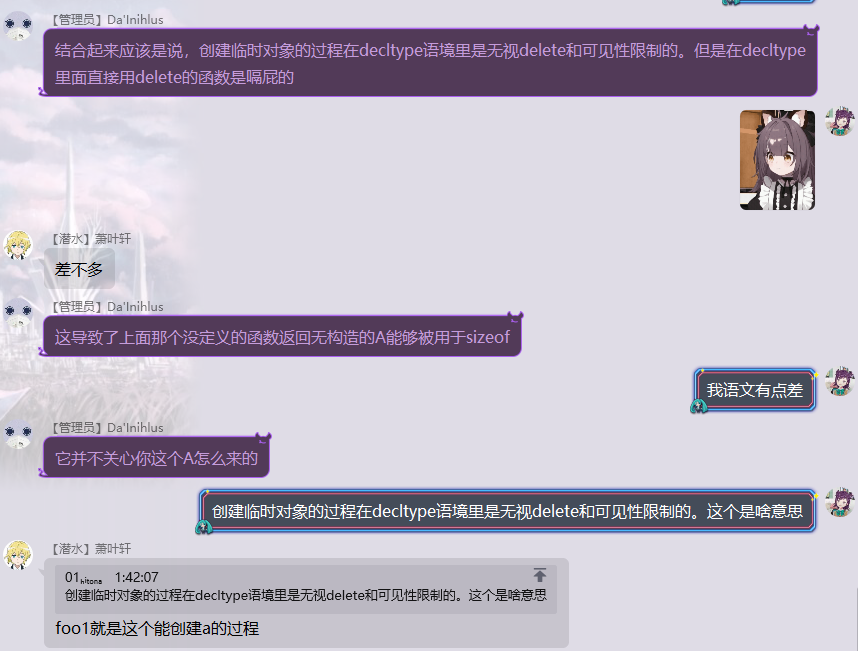 【管理员】Da'Inihlus
结合起来应该是说，创建临时对象的过程在decltype语境里是无视delete和可见性限制的。但是在decltype
里面直接用delete的函数是嗝屁的
【潜水】萧叶轩
差不多
【管理员】Da'Inihlus
这导致了上面那个没定义的函数返回无构造的A能够被用于sizeof
我语文有点差
【管理员】Da'Inihlus
它并不关心你这个A怎么来的
创建临时对象的过程在decltype语境里是无视delete和可见性限制的。这个是啥意思
【潜水】萧叶轩
01hitona 1:42:07
创建临时对象的过程在decltype语境里是无视delete和可见性限制的。这个是啥意思
foo1就是这个能创建a的过程